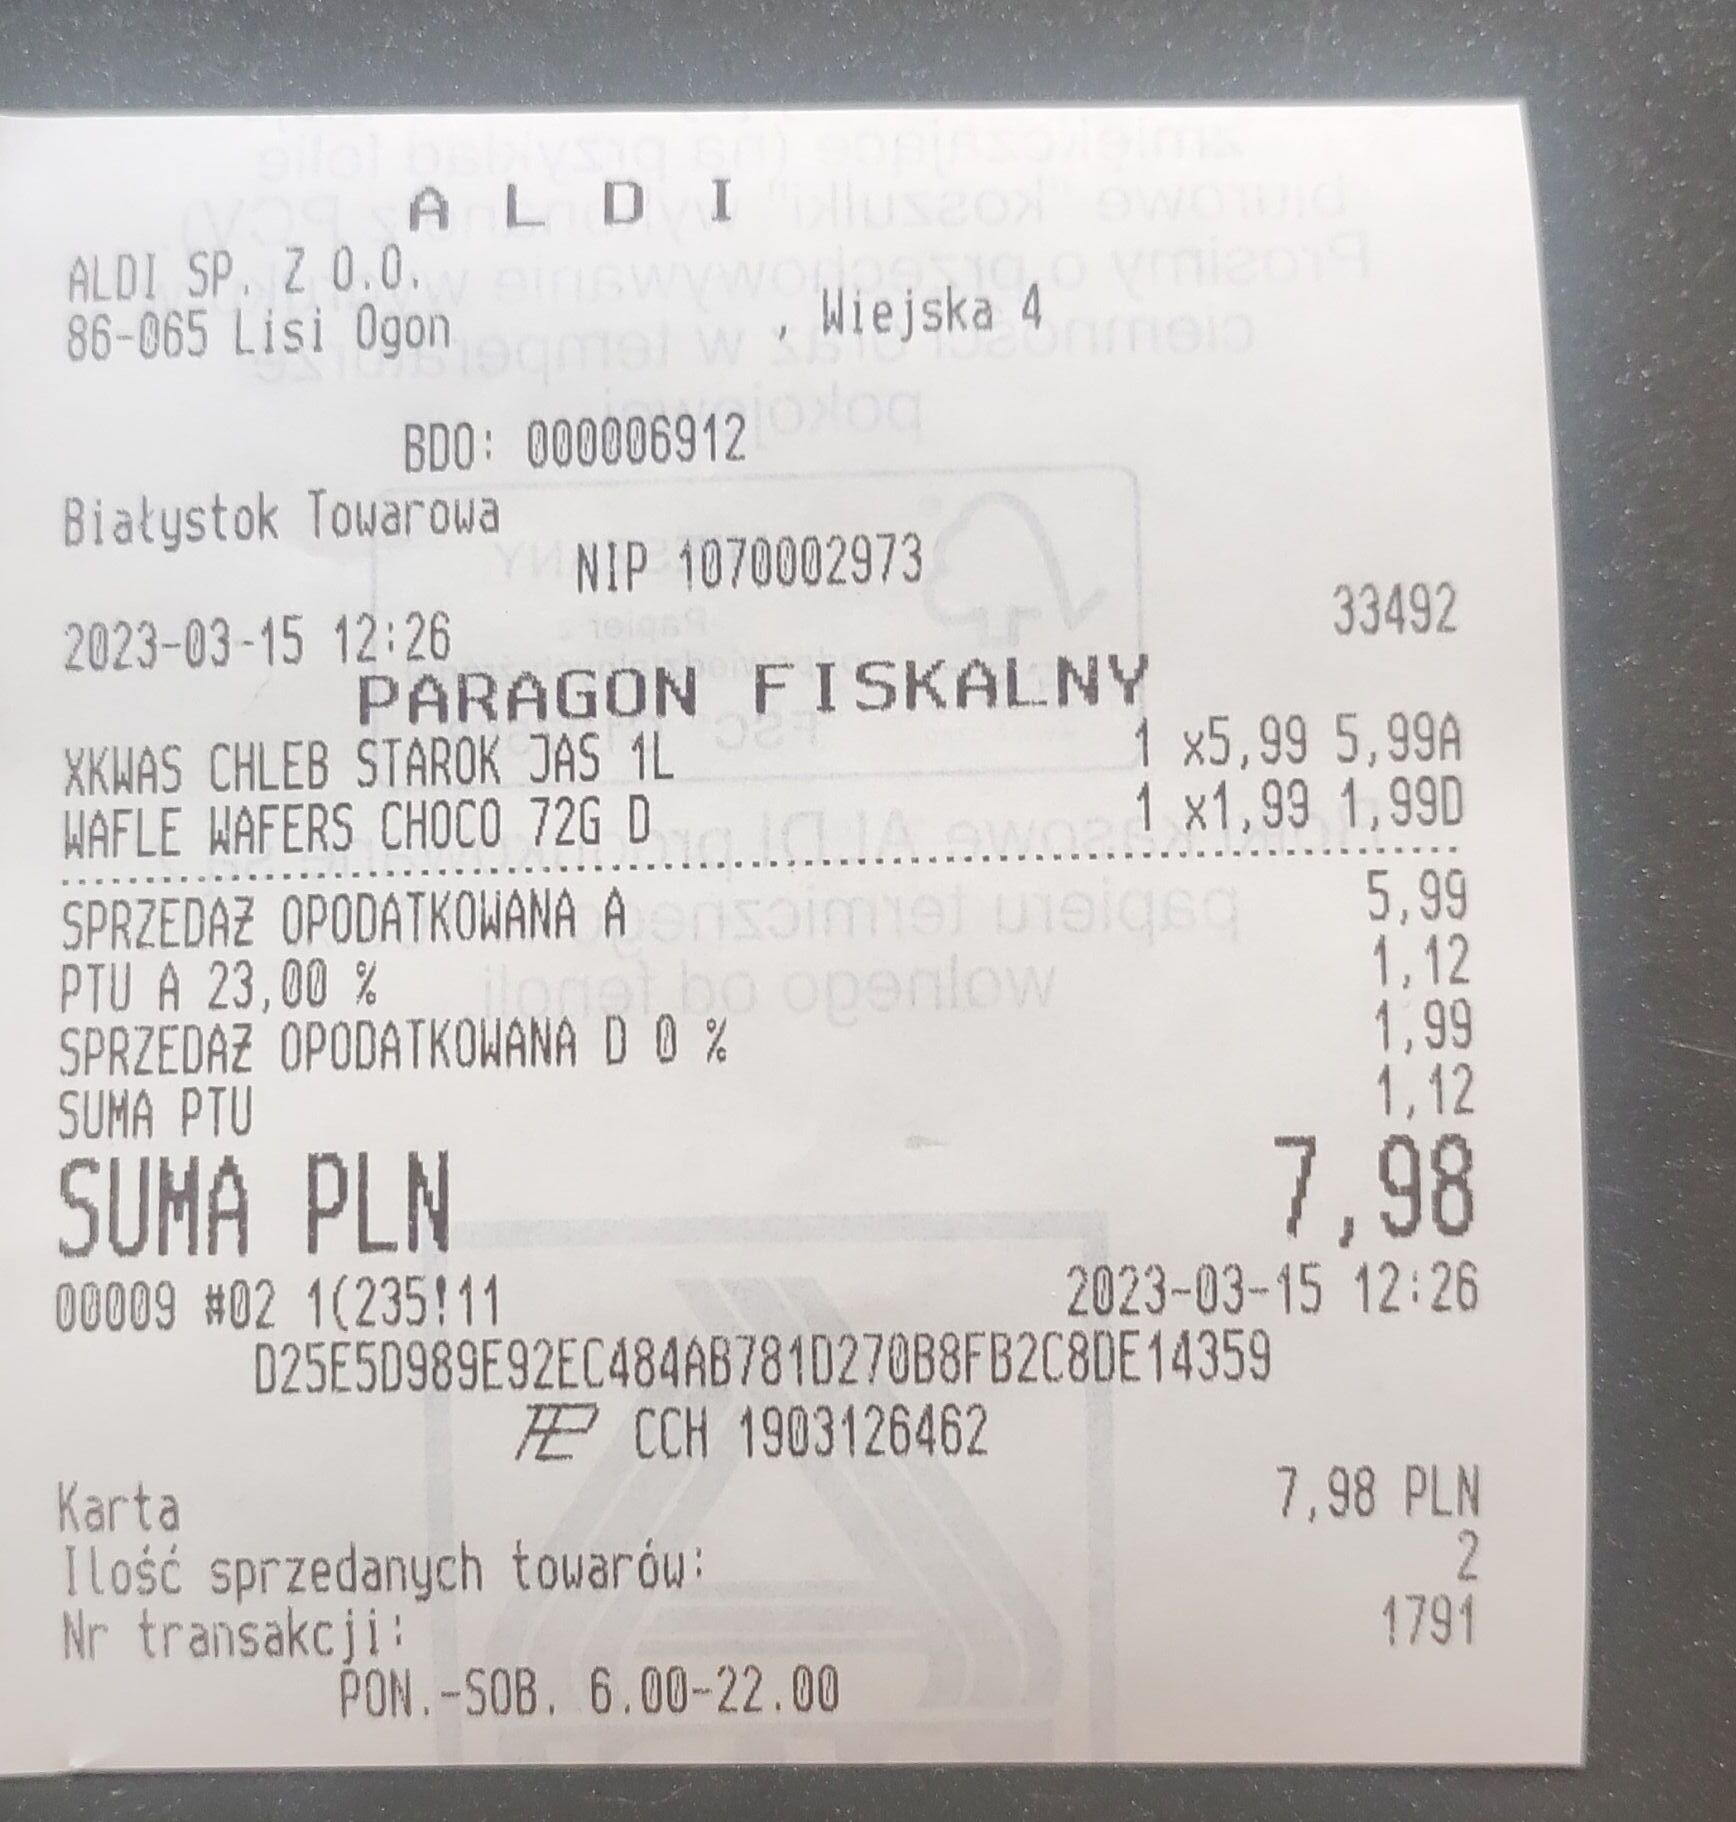 A L D I
ALDI SP. Z O.O.
86-065 Lisi Ogon , Wiejska 4
BDO: 000006912
Białystok Towarowa
NIP 1070002973
2023-03-15 12:26 33492
PARAGON FISKALNY
XKWAS CHLEB STAROK JAS 1L 1 x5,99 5,99A
WAFLE WAFERS CHOCO 72G D 1 x1,99 1,99D
SPRZEDAŻ OPODATKOWANA A 5,99
PTU A 23,00 % 1,12
SPRZEDAŻ OPODATKOWANA D 0 % 1,99
SUMA PTU 1,12
SUMA PLN 7,98
00009 #02 1(235!11 2023-03-15 12:26
D25E5D989E92EC484AB781D270B8FB2C8DE14359
CCH 1903126462
Karta 7,98 PLN
Ilość sprzedanych towarów: 2
Nr transakcji: 1791
PON.-SOB. 6.00-22.00